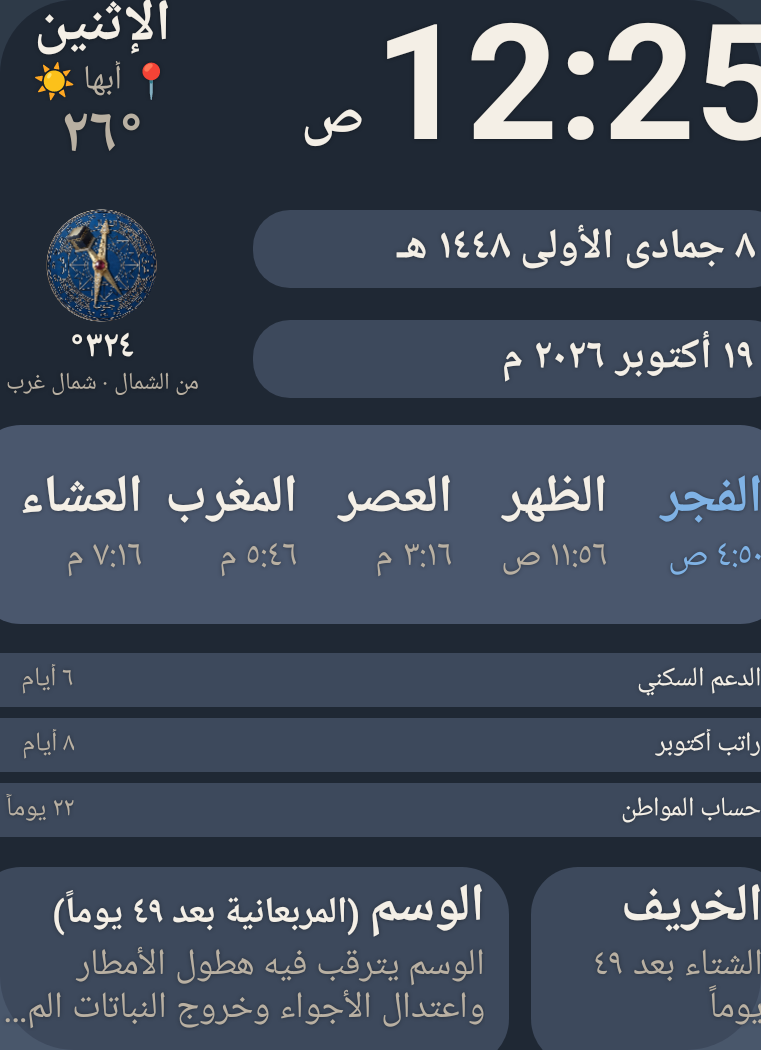 12:25 ص
الإثنين
أبها
٢٦°
٨ جمادى الأولى ١٤٤٨ هـ
١٩ أكتوبر ٢٠٢٦ م
٣٢٤°
من الشمال · شمال غرب
الفجر الظهر العصر المغرب العشاء
٤:٥٠ ص ١١:٥٦ ص ٣:١٦ م ٥:٤٦ م ٧:١٦ م
الدعم السكني ٦ أيام
راتب أكتوبر ٨ أيام
حساب المواطن ٢٢ يوماً
الخريف
الشتاء بعد ٤٩
يوماً
الوسم (المربعانية بعد ٤٩ يوماً)
الوسم يترقب فيه هطول الأمطار
واعتدال الأجواء وخروج النباتات الم...